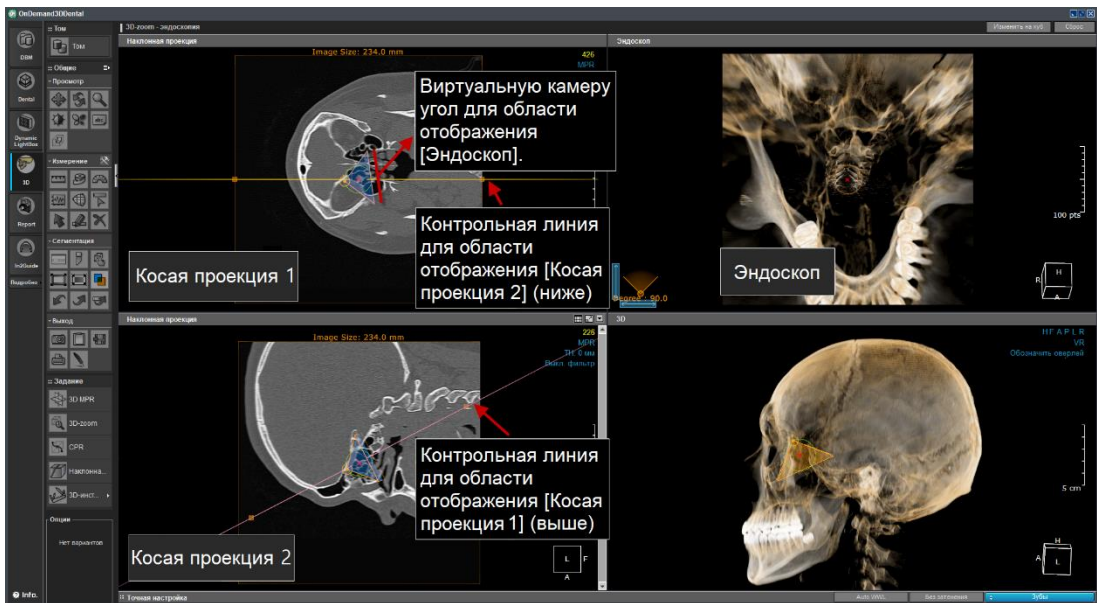 OnDemand3DDental
DBM
Dental
Dynamic
LightBox
3D
Report
In2Guide
Подробно
Info.
Том
Том
Общие
Просмотр
Измерение
Сегментация
Выход
Задание
3D MPR
3D-zoom
CPR
Наклонна...
3D-инст...
Опции
Нет вариантов
3D-zoom - эндоскопия
Изменить на куб
Сброс
Наклонная проекция
Image Size: 234.0 mm
426
MPR
Виртуальную камеру
угол для области
отображения
[Эндоскоп].
Контрольная линия
для области
отображения [Косая
проекция 2] (ниже)
Косая проекция 1
Эндоскоп
100 pts
Эндоскоп
Degree : 90.0
H
R
A
Наклонная проекция
Image Size: 234.0 mm
226
MPR
TH: 0 мм
Выкл. фильтр
Контрольная линия
для области
отображения [Косая
проекция 1] (выше)
Косая проекция 2
L
F
A
3D
H F A P L R
VR
Обозначить оверлей
5 cm
H
A
L
Точная настройка
Auto WWL
Без затенения
Зубы